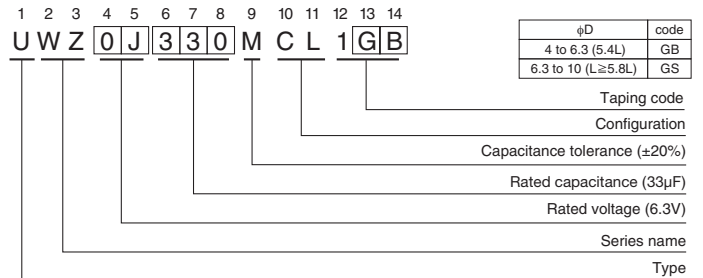 1 2 3 4 5 6 7 8 9 10 11 12 13 14
U W Z 0 J 3 3 0 M C L 1 G B
φD code
4 to 6.3 (5.4L) GB
6.3 to 10 (L≧5.8L) GS
Taping code
Configuration
Capacitance tolerance (±20%)
Rated capacitance (33µF)
Rated voltage (6.3V)
Series name
Type